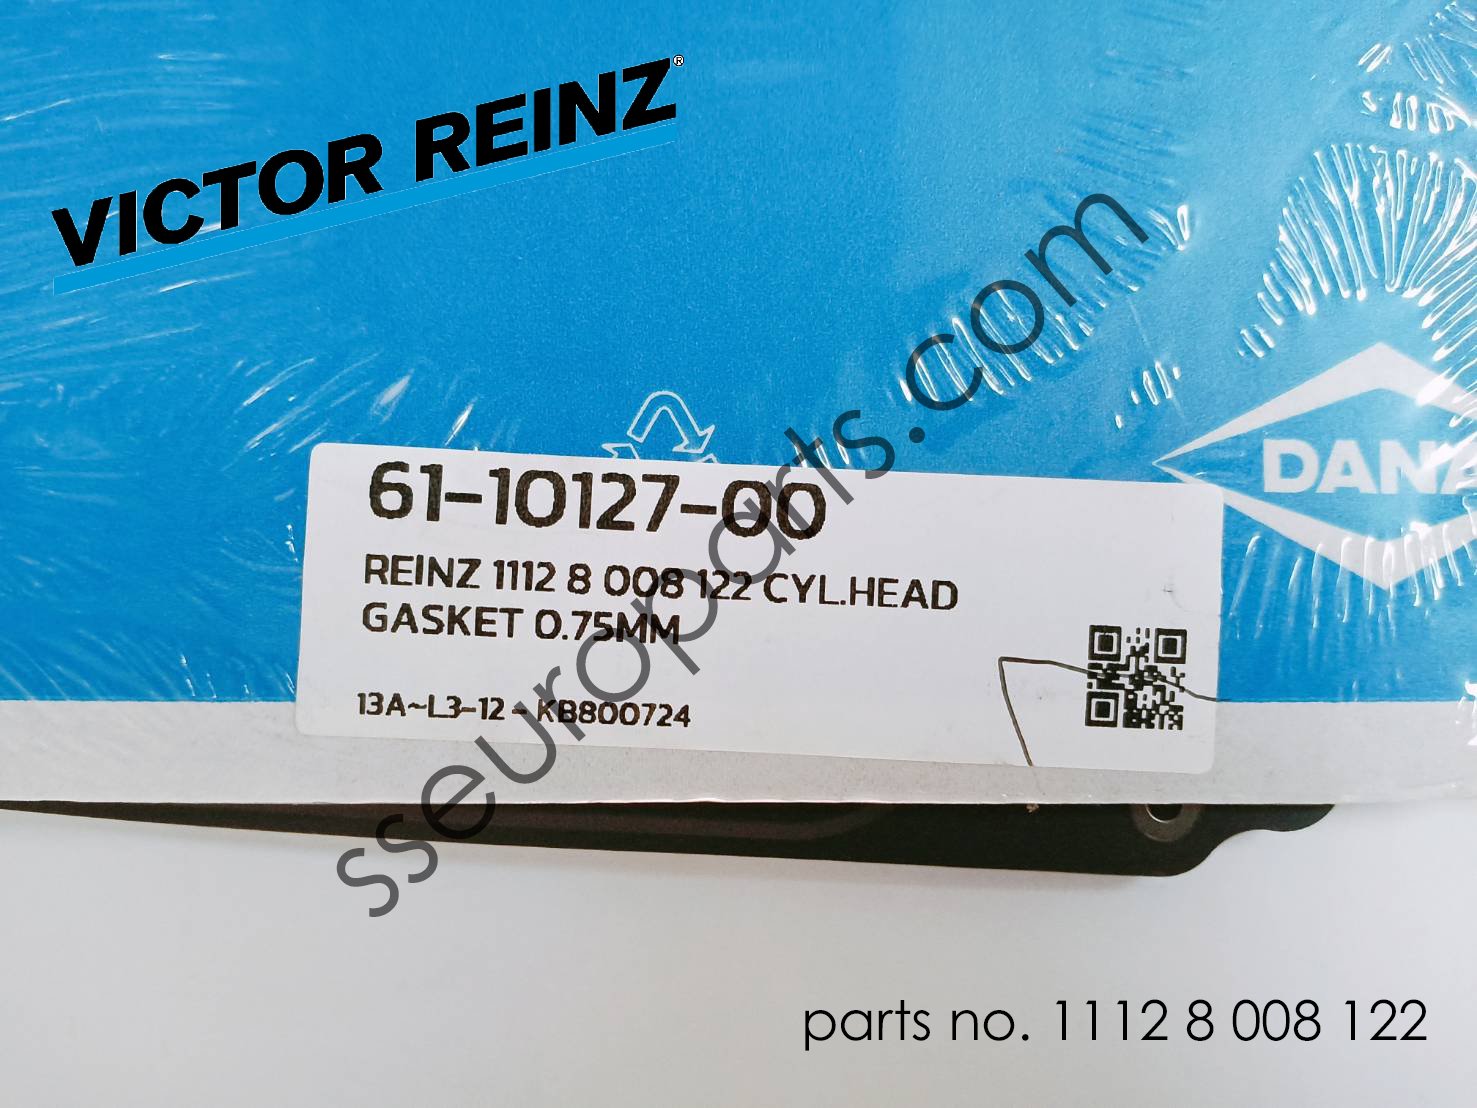 VICTOR REINZ®
DANA
61-10127-00
REINZ 1112 8 008 122 CYL.HEAD
GASKET 0.75MM
13A~L3-12 - KB800724
sseuroparts.com
parts no. 1112 8 008 122